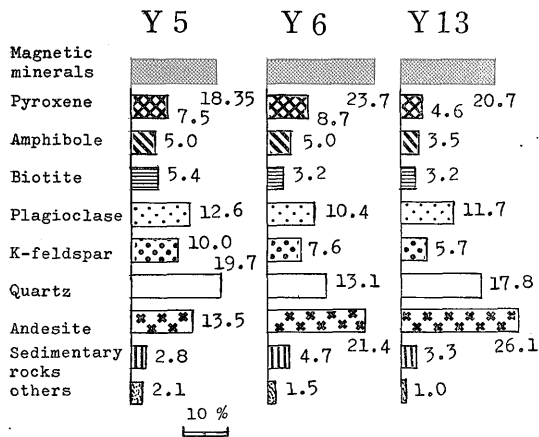 Y 5 Y 6 Y 13
Magnetic
minerals
18.35 23.7 20.7
Pyroxene
7.5 8.7 4.6
Amphibole 5.0 5.0 3.5
Biotite 5.4 3.2 3.2
Plagioclase 12.6 10.4 11.7
K-feldspar 10.0 7.6 5.7
Quartz 19.7 13.1 17.8
Andesite 13.5 21.4 26.1
Sedimentary
rocks 2.8 4.7 3.3
others 2.1 1.5 1.0
10 %